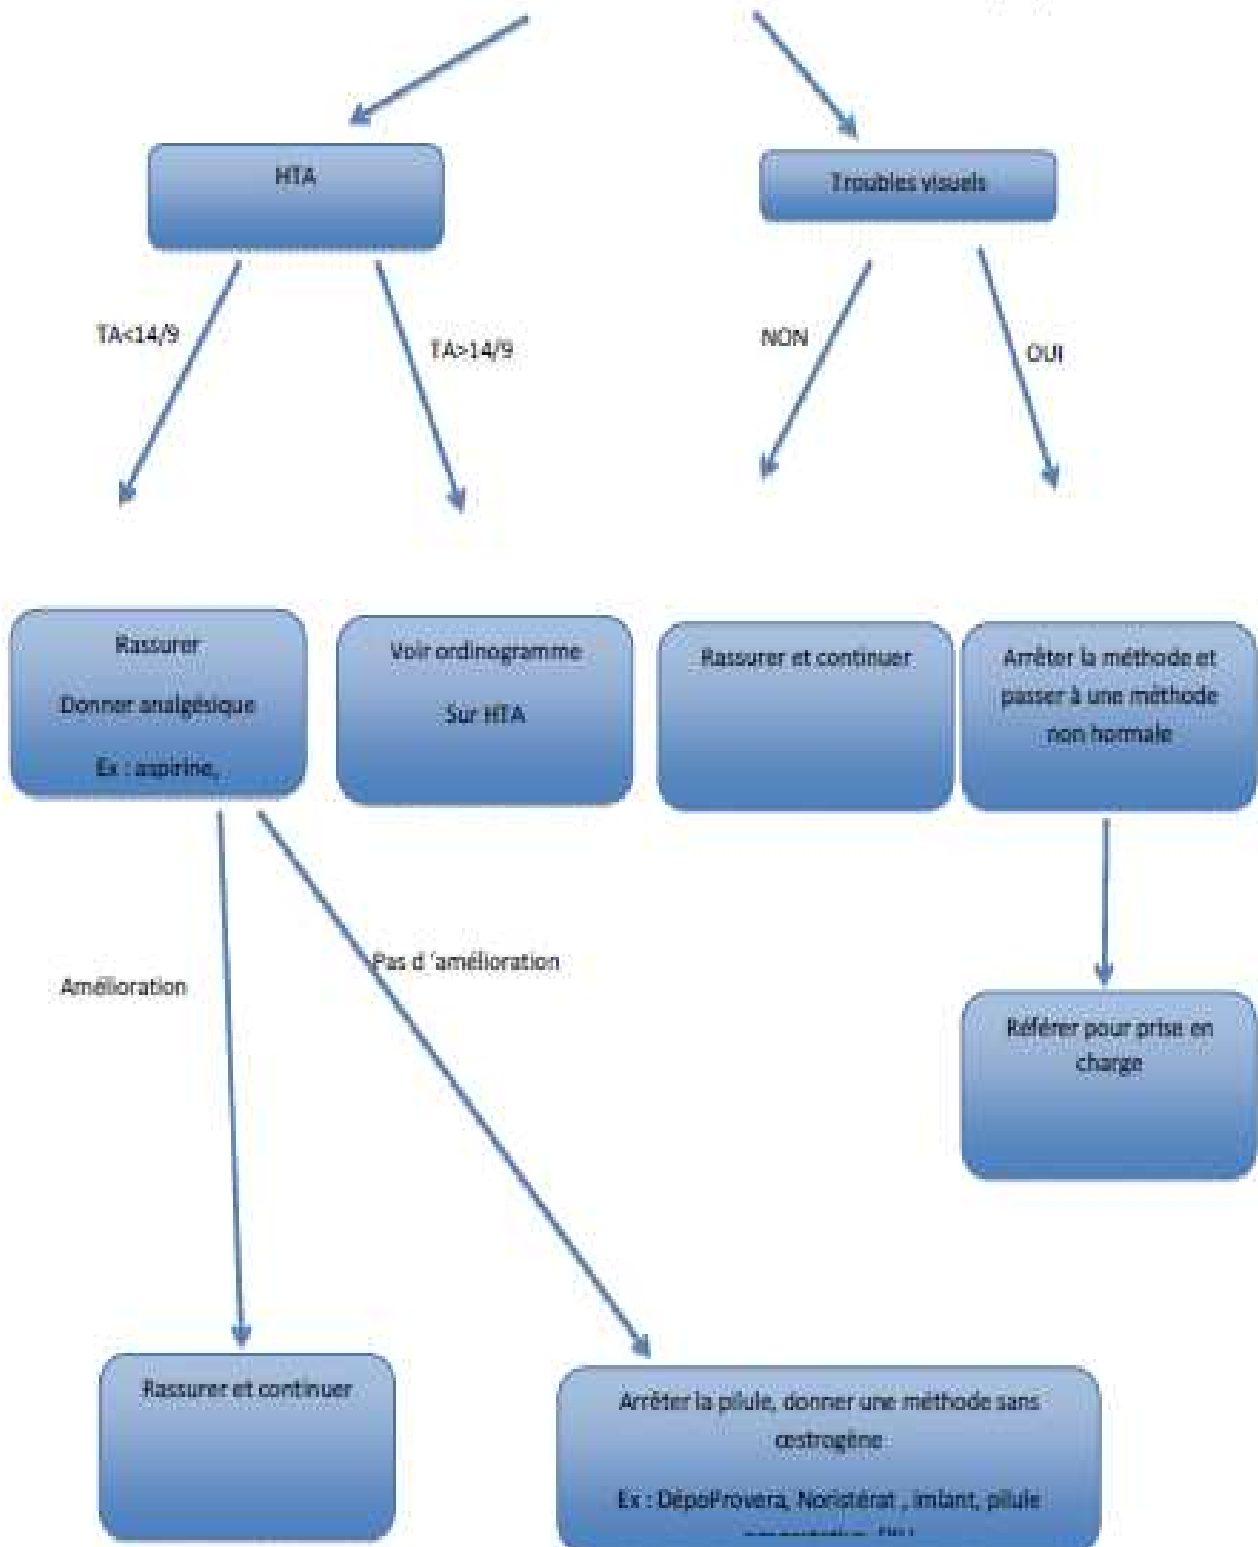 HTA
Troubles visuels
TA<14/9
TA>14/9
NON
OUI
Rassurer
Donner analgésique
Ex : aspirine,
Voir ordinogramme
Sur HTA
Rassurer et continuer
Arrêter la méthode et
passer à une méthode
non hormale
Amélioration
Pas d 'amélioration
Référer pour prise en
charge
Rassurer et continuer
Arrêter la pilule, donner une méthode sans
œstrogène
Ex : DépoProvera, Noristérat , imlant, pilule